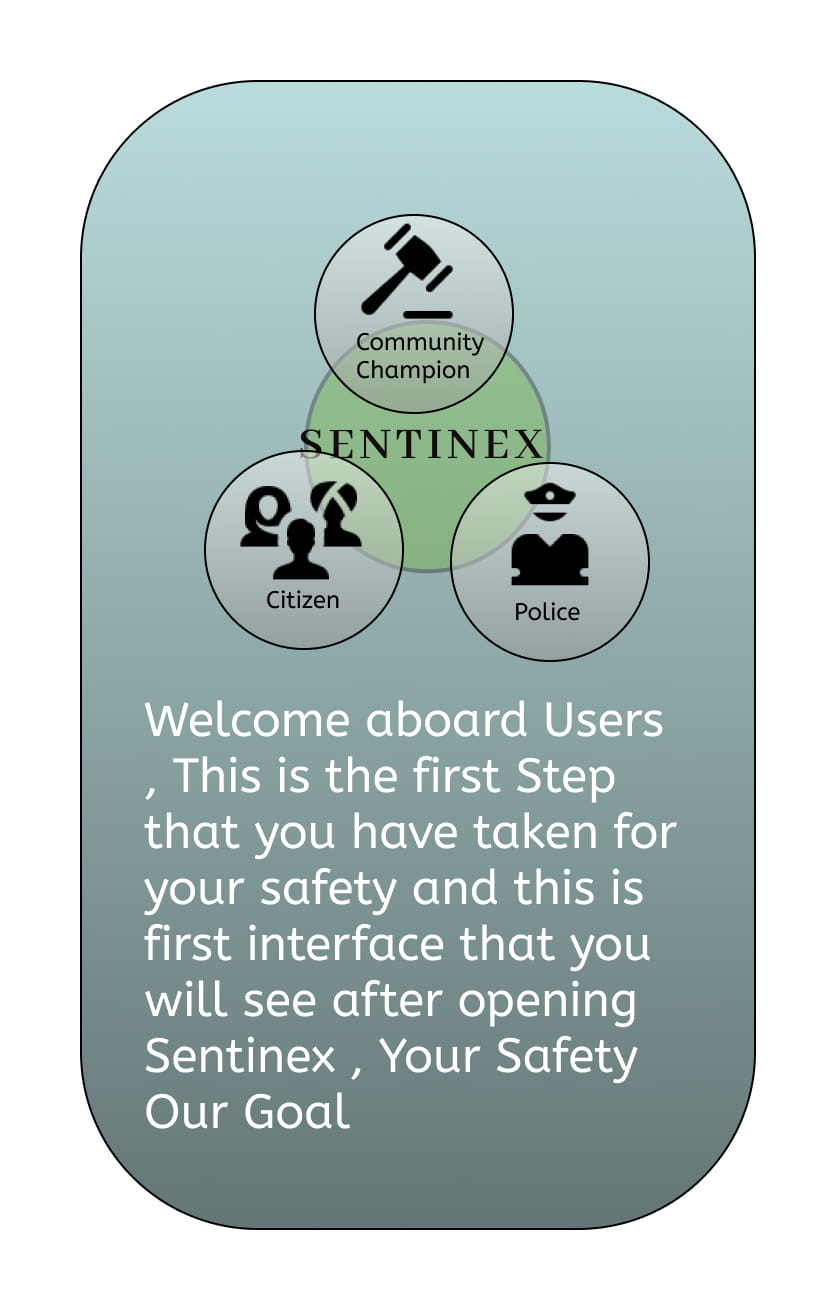 Community
Champion
SENTINEX
Citizen
Police
Welcome aboard Users
, This is the first Step
that you have taken for
your safety and this is
first interface that you
will see after opening
Sentinex , Your Safety
Our Goal